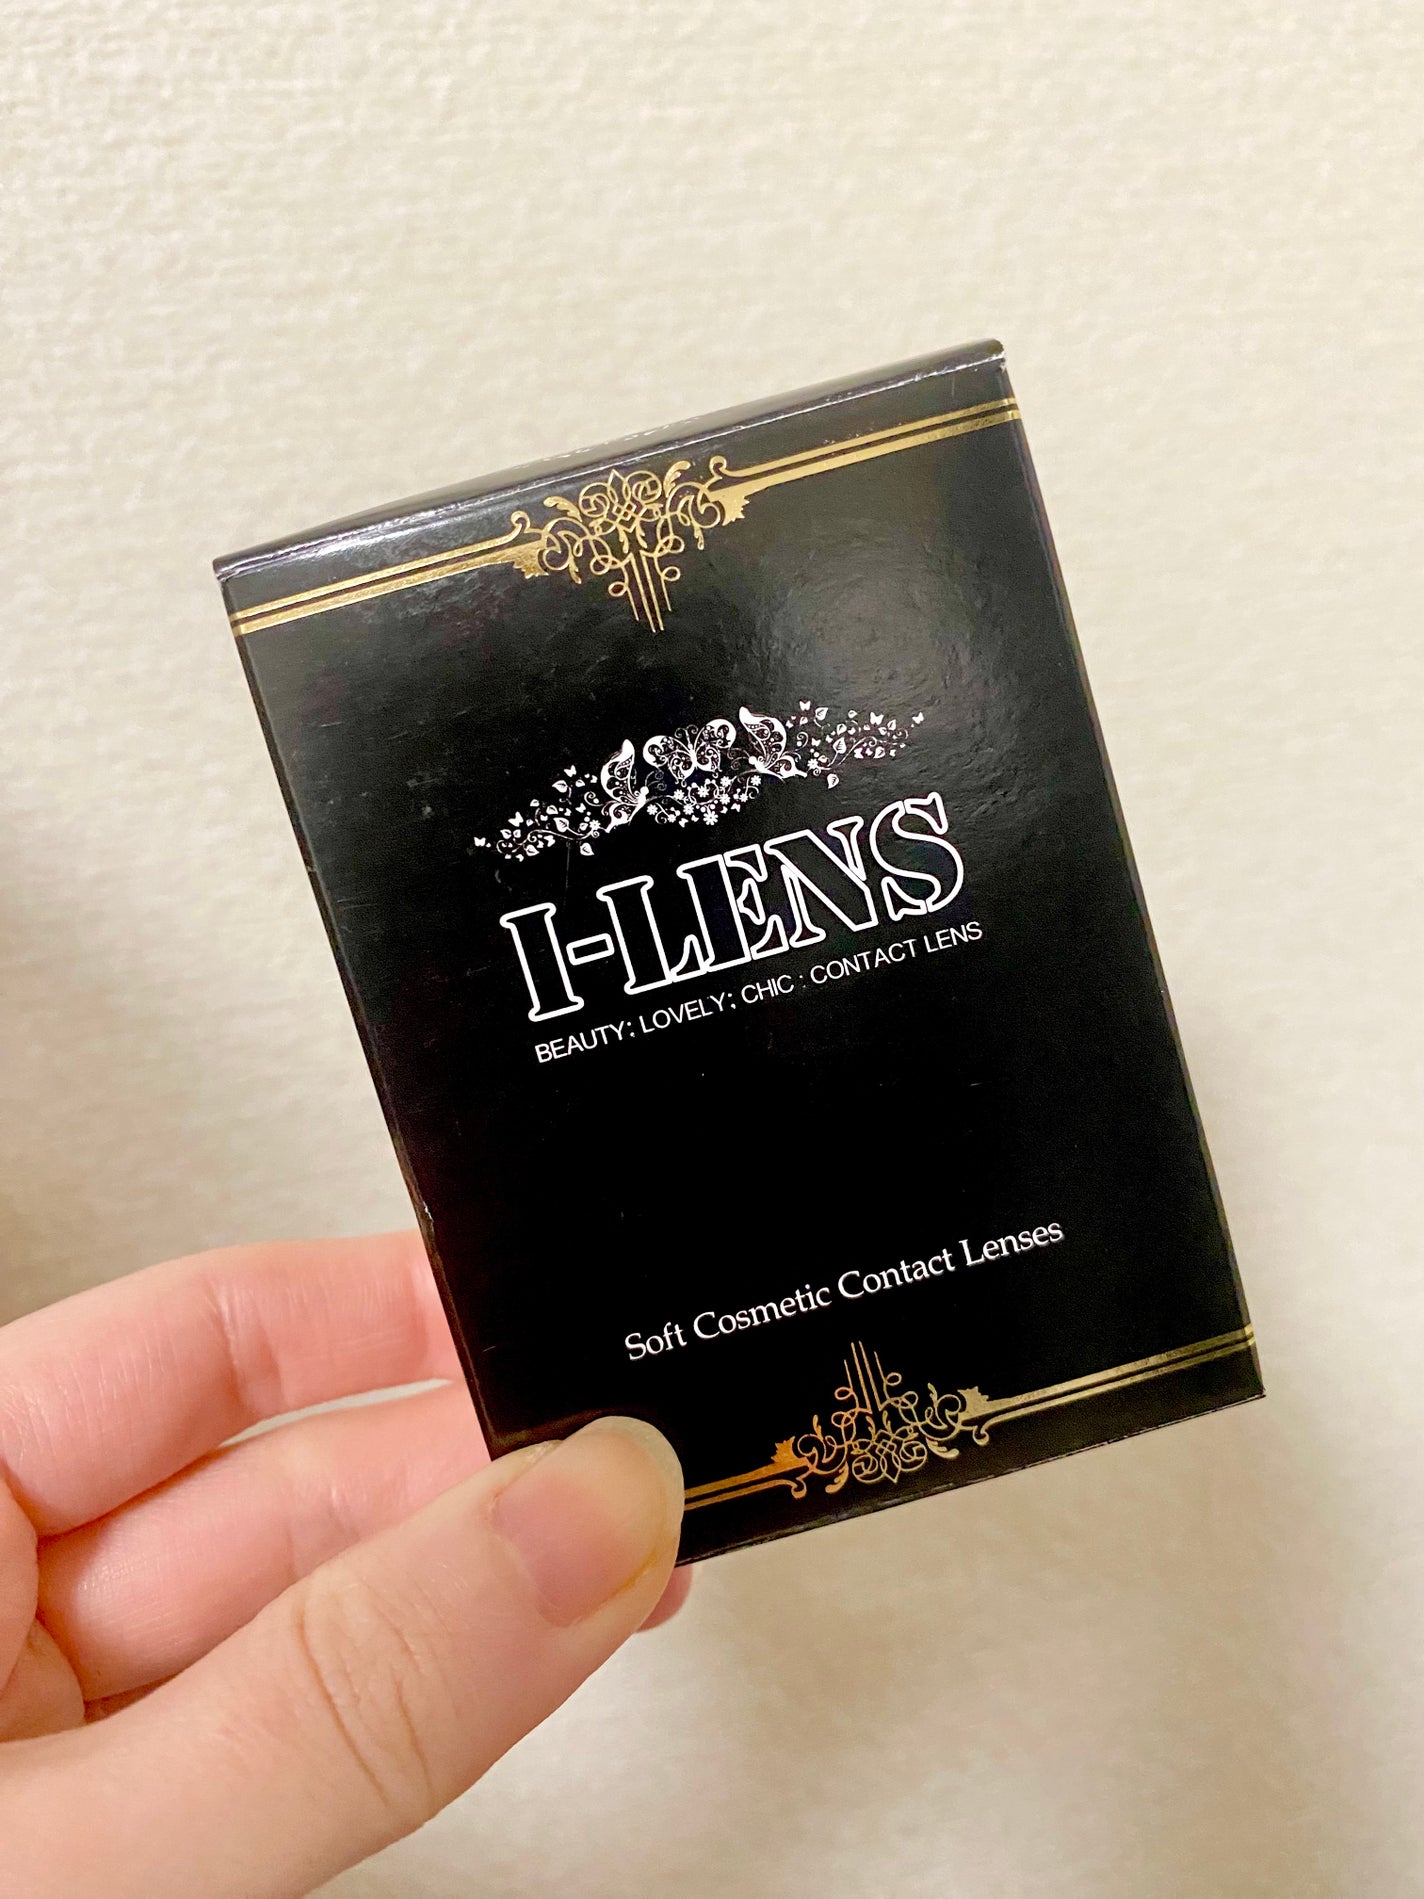 I-LENS
BEAUTY; LOVELY; CHIC : CONTACT LENS
Soft Cosmetic Contact Lenses